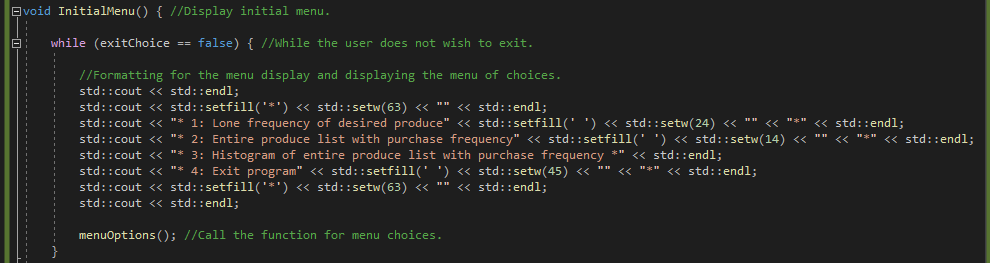 void InitialMenu() { //Display initial menu.
while (exitChoice == false) { //While the user does not wish to exit.
//Formatting for the menu display and displaying the menu of choices.
std::cout << std::endl;
std::cout << std::setfill('*') << std::setw(63) << "" << std::endl;
std::cout << "* 1: Lone frequency of desired produce" << std::setfill(' ') << std::setw(24) << "" << "*" << std::endl;
std::cout << "* 2: Entire produce list with purchase frequency" << std::setfill(' ') << std::setw(14) << "" << "*" << std::endl;
std::cout << "* 3: Histogram of entire produce list with purchase frequency *" << std::endl;
std::cout << "* 4: Exit program" << std::setfill(' ') << std::setw(45) << "" << "*" << std::endl;
std::cout << std::setfill('*') << std::setw(63) << "" << std::endl;
std::cout << std::endl;
menuOptions(); //Call the function for menu choices.
}